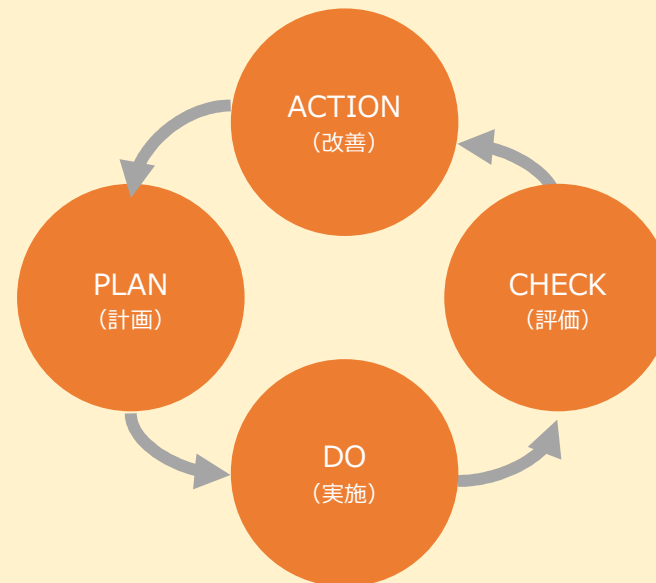 ACTION
（改善）
PLAN
（計画）
CHECK
（評価）
DO
（実施）